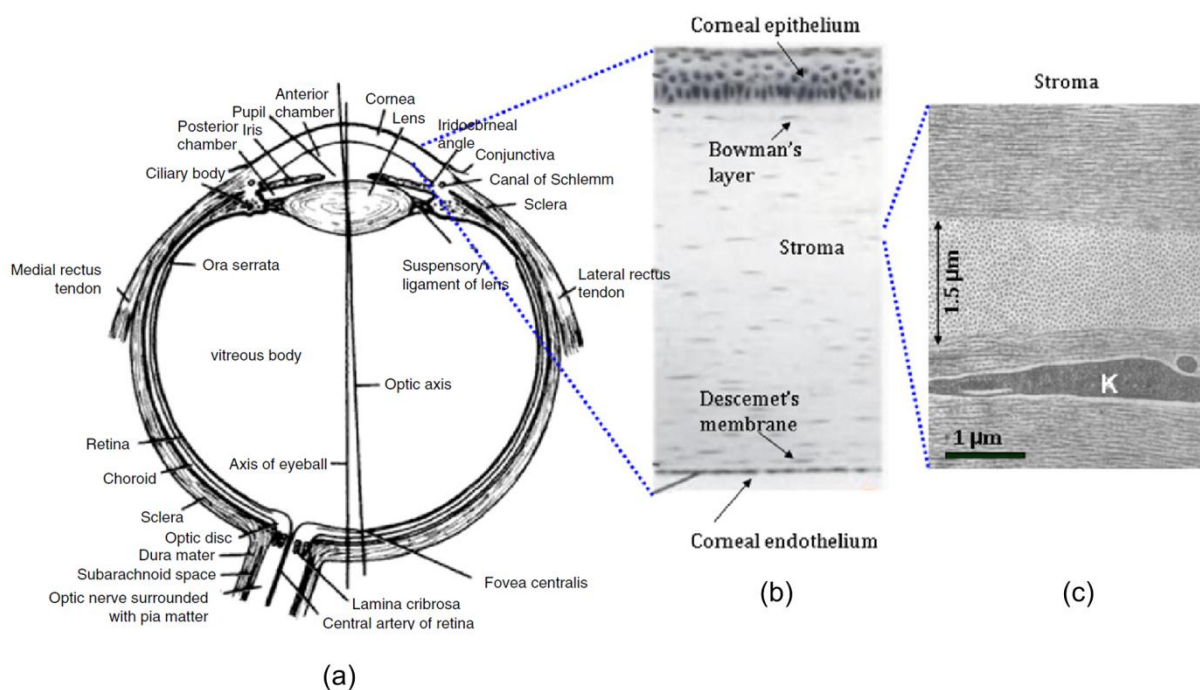 Anterior
chamber
Pupil
Posterior
chamber
Iris
Ciliary body
Cornea
Lens
Iridosbrneal
angle
Conjunctiva
Canal of Schlemm
Sclera
Medial rectus
tendon
Ora serrata
Suspensory
ligament of lens
Lateral rectus
tendon
vitreous body
Optic axis
Retina
Axis of eyeball
Choroid
Sclera
Optic disc
Dura mater
Subarachnoid space
Optic nerve surrounded
with pia matter
Fovea centralis
Lamina cribrosa
Central artery of retina
(a)
Corneal epithelium
Bowman's
layer
Stroma
Descemet's
membrane
Corneal endothelium
(b)
Stroma
1.5 μm
K
1 μm
(c)